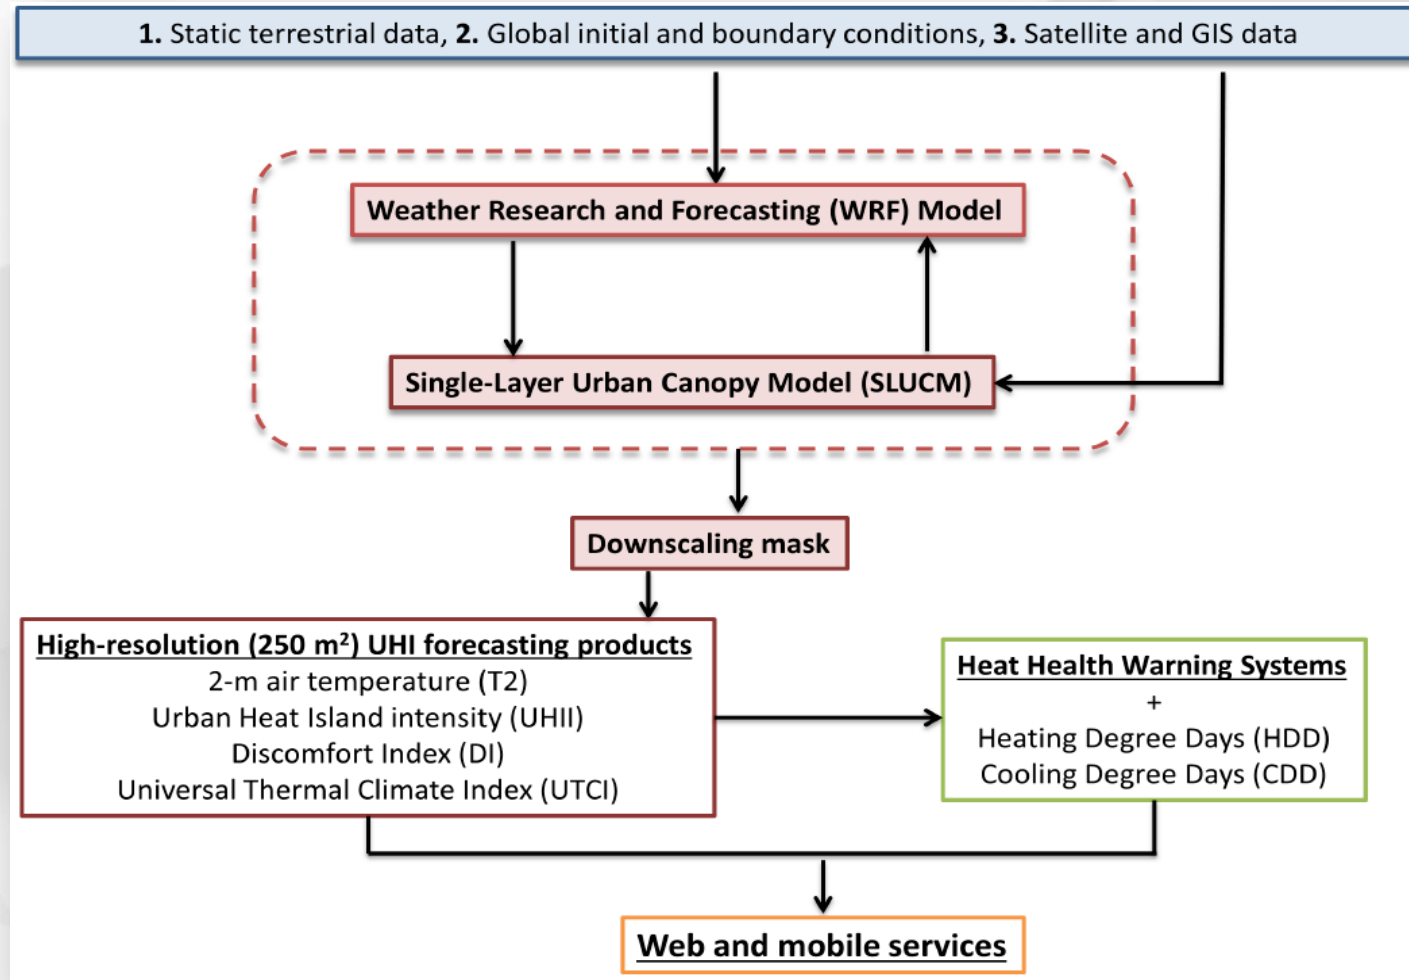 1. Static terrestrial data, 2. Global initial and boundary conditions, 3. Satellite and GIS data
Weather Research and Forecasting (WRF) Model
Single-Layer Urban Canopy Model (SLUCM)
Downscaling mask
High-resolution (250 m²) UHI forecasting products
2-m air temperature (T2)
Urban Heat Island intensity (UHII)
Discomfort Index (DI)
Universal Thermal Climate Index (UTCI)
Heat Health Warning Systems
+
Heating Degree Days (HDD)
Cooling Degree Days (CDD)
Web and mobile services